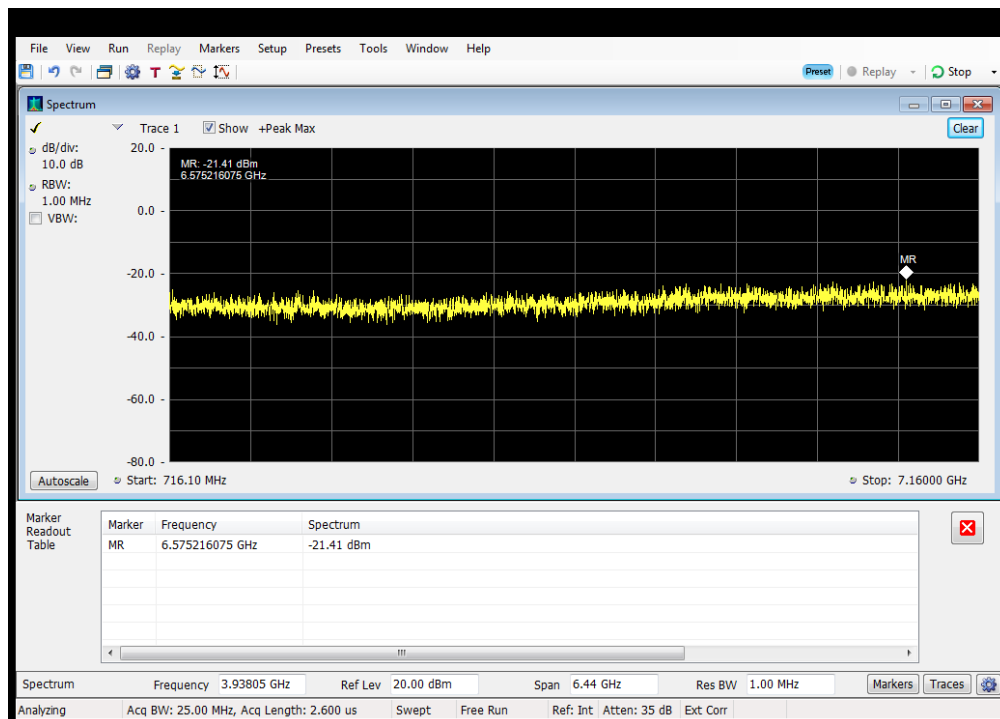 File View Run Replay Markers Setup Presets Tools Window Help
T Preset Replay Stop
Spectrum
Trace 1 Show +Peak Max Clear
dB/div:
10.0 dB
RBW:
1.00 MHz
VBW:
20.0
0.0
-20.0
-40.0
-60.0
-80.0
MR: -21.41 dBm
6.575216075 GHz
MR
Autoscale Start: 716.10 MHz Stop: 7.16000 GHz
Marker
Readout
Table
Marker Frequency Spectrum
MR 6.575216075 GHz -21.41 dBm
Spectrum Frequency 3.93805 GHz Ref Lev 20.00 dBm Span 6.44 GHz Res BW 1.00 MHz Markers Traces
Analyzing Acq BW: 25.00 MHz, Acq Length: 2.600 us Swept Free Run Ref: Int Atten: 35 dB Ext Corr